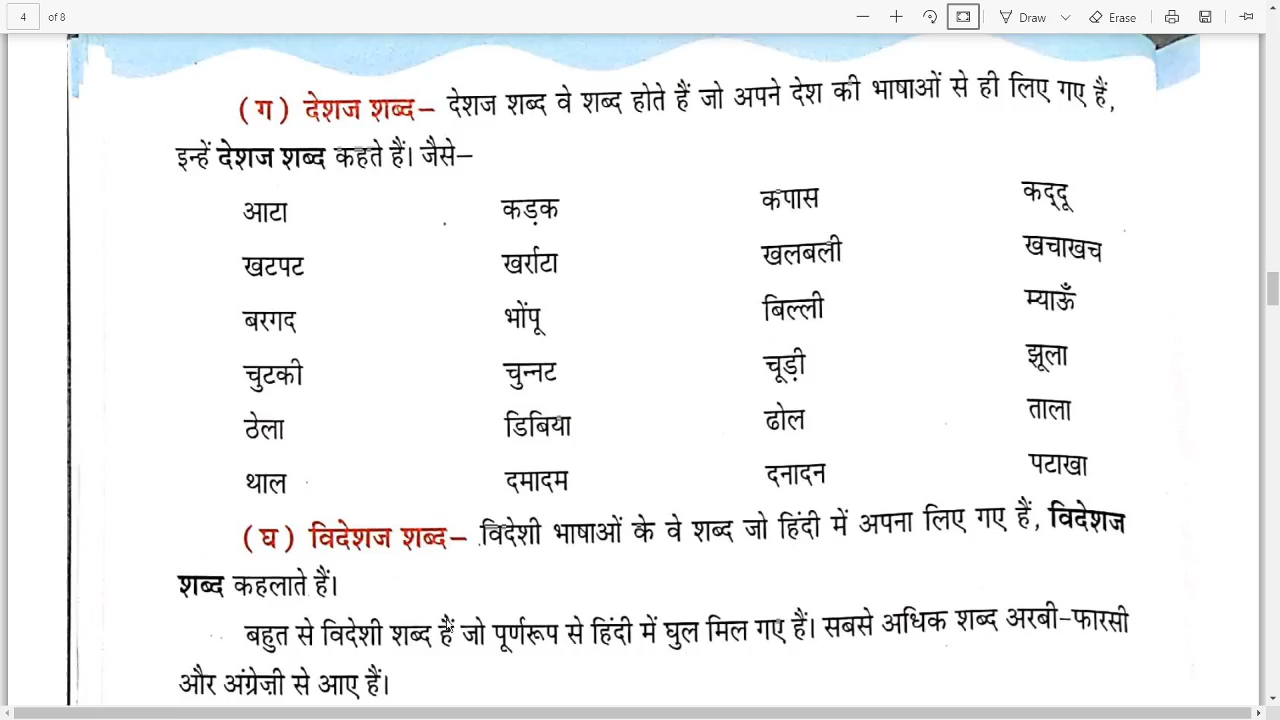 4 of 8 Draw Erase
(ग) देशज शब्द– देशज शब्द वे शब्द होते हैं जो अपने देश की भाषाओं से ही लिए गए हैं,
इन्हें देशज शब्द कहते हैं। जैसे–
आटा कड़क कपास कद्दू
खटपट खर्राटा खलबली खचाखच
बरगद भोंपू बिल्ली म्याऊँ
चुटकी चुन्नट चूड़ी झूला
ठेला डिबिया ढोल ताला
थाल दमादम दनादन पटाखा
(घ) विदेशज शब्द– विदेशी भाषाओं के वे शब्द जो हिंदी में अपना लिए गए हैं, विदेशज
शब्द कहलाते हैं।
बहुत से विदेशी शब्द हैं जो पूर्णरूप से हिंदी में घुल मिल गए हैं। सबसे अधिक शब्द अरबी-फारसी
और अंग्रेज़ी से आए हैं।